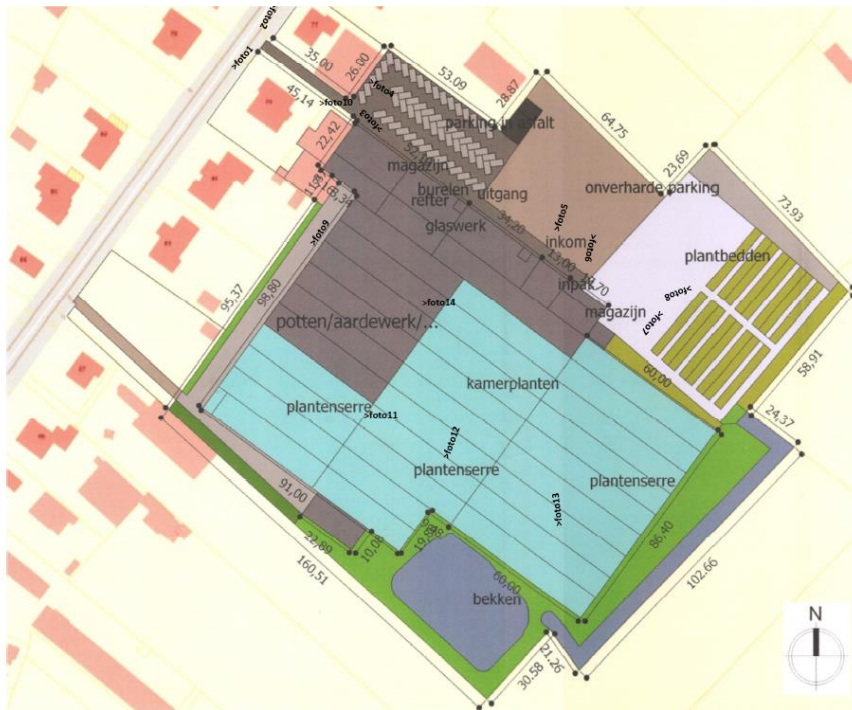 >foto2
>foto1
35.00
26.00
53.09
28.87
45,14
>foto10
>foto4
>foto3
parking in asfalt
64.75
22,42
magazijn
23,69
burelen
uitgang
refter
onverharde parking
73,93
glaswerk
34,20
>foto5
inkom
>foto6
plantbedden
>foto9
13,00
inpak
>foto8
magazijn
>foto7
95,37
98,80
>foto14
potten/aardewerk/...
60,00
58,91
kamerplanten
24,37
plantenserre
>foto11
>foto12
plantenserre
plantenserre
91,00
>foto13
22,89
10,08
86,40
160,51
60,00
bekken
102.66
21.26
30.58
N